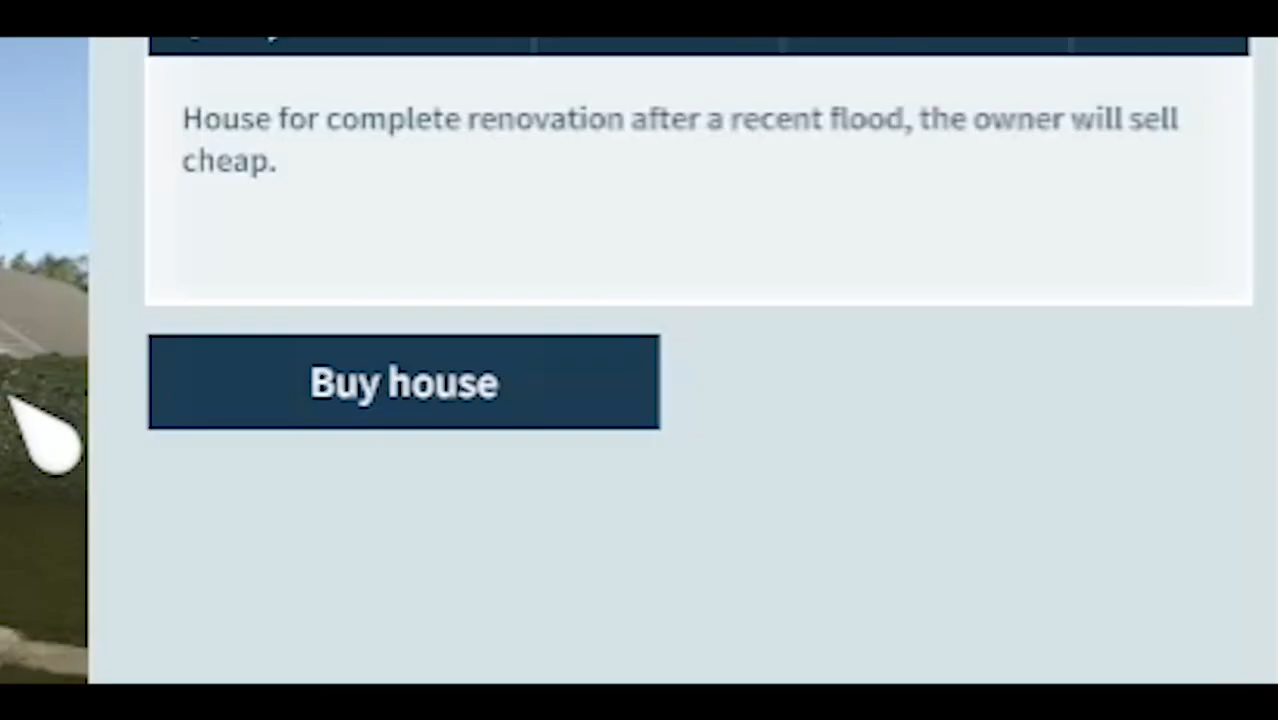 House for complete renovation after a recent flood, the owner will sell
cheap.
Buy house